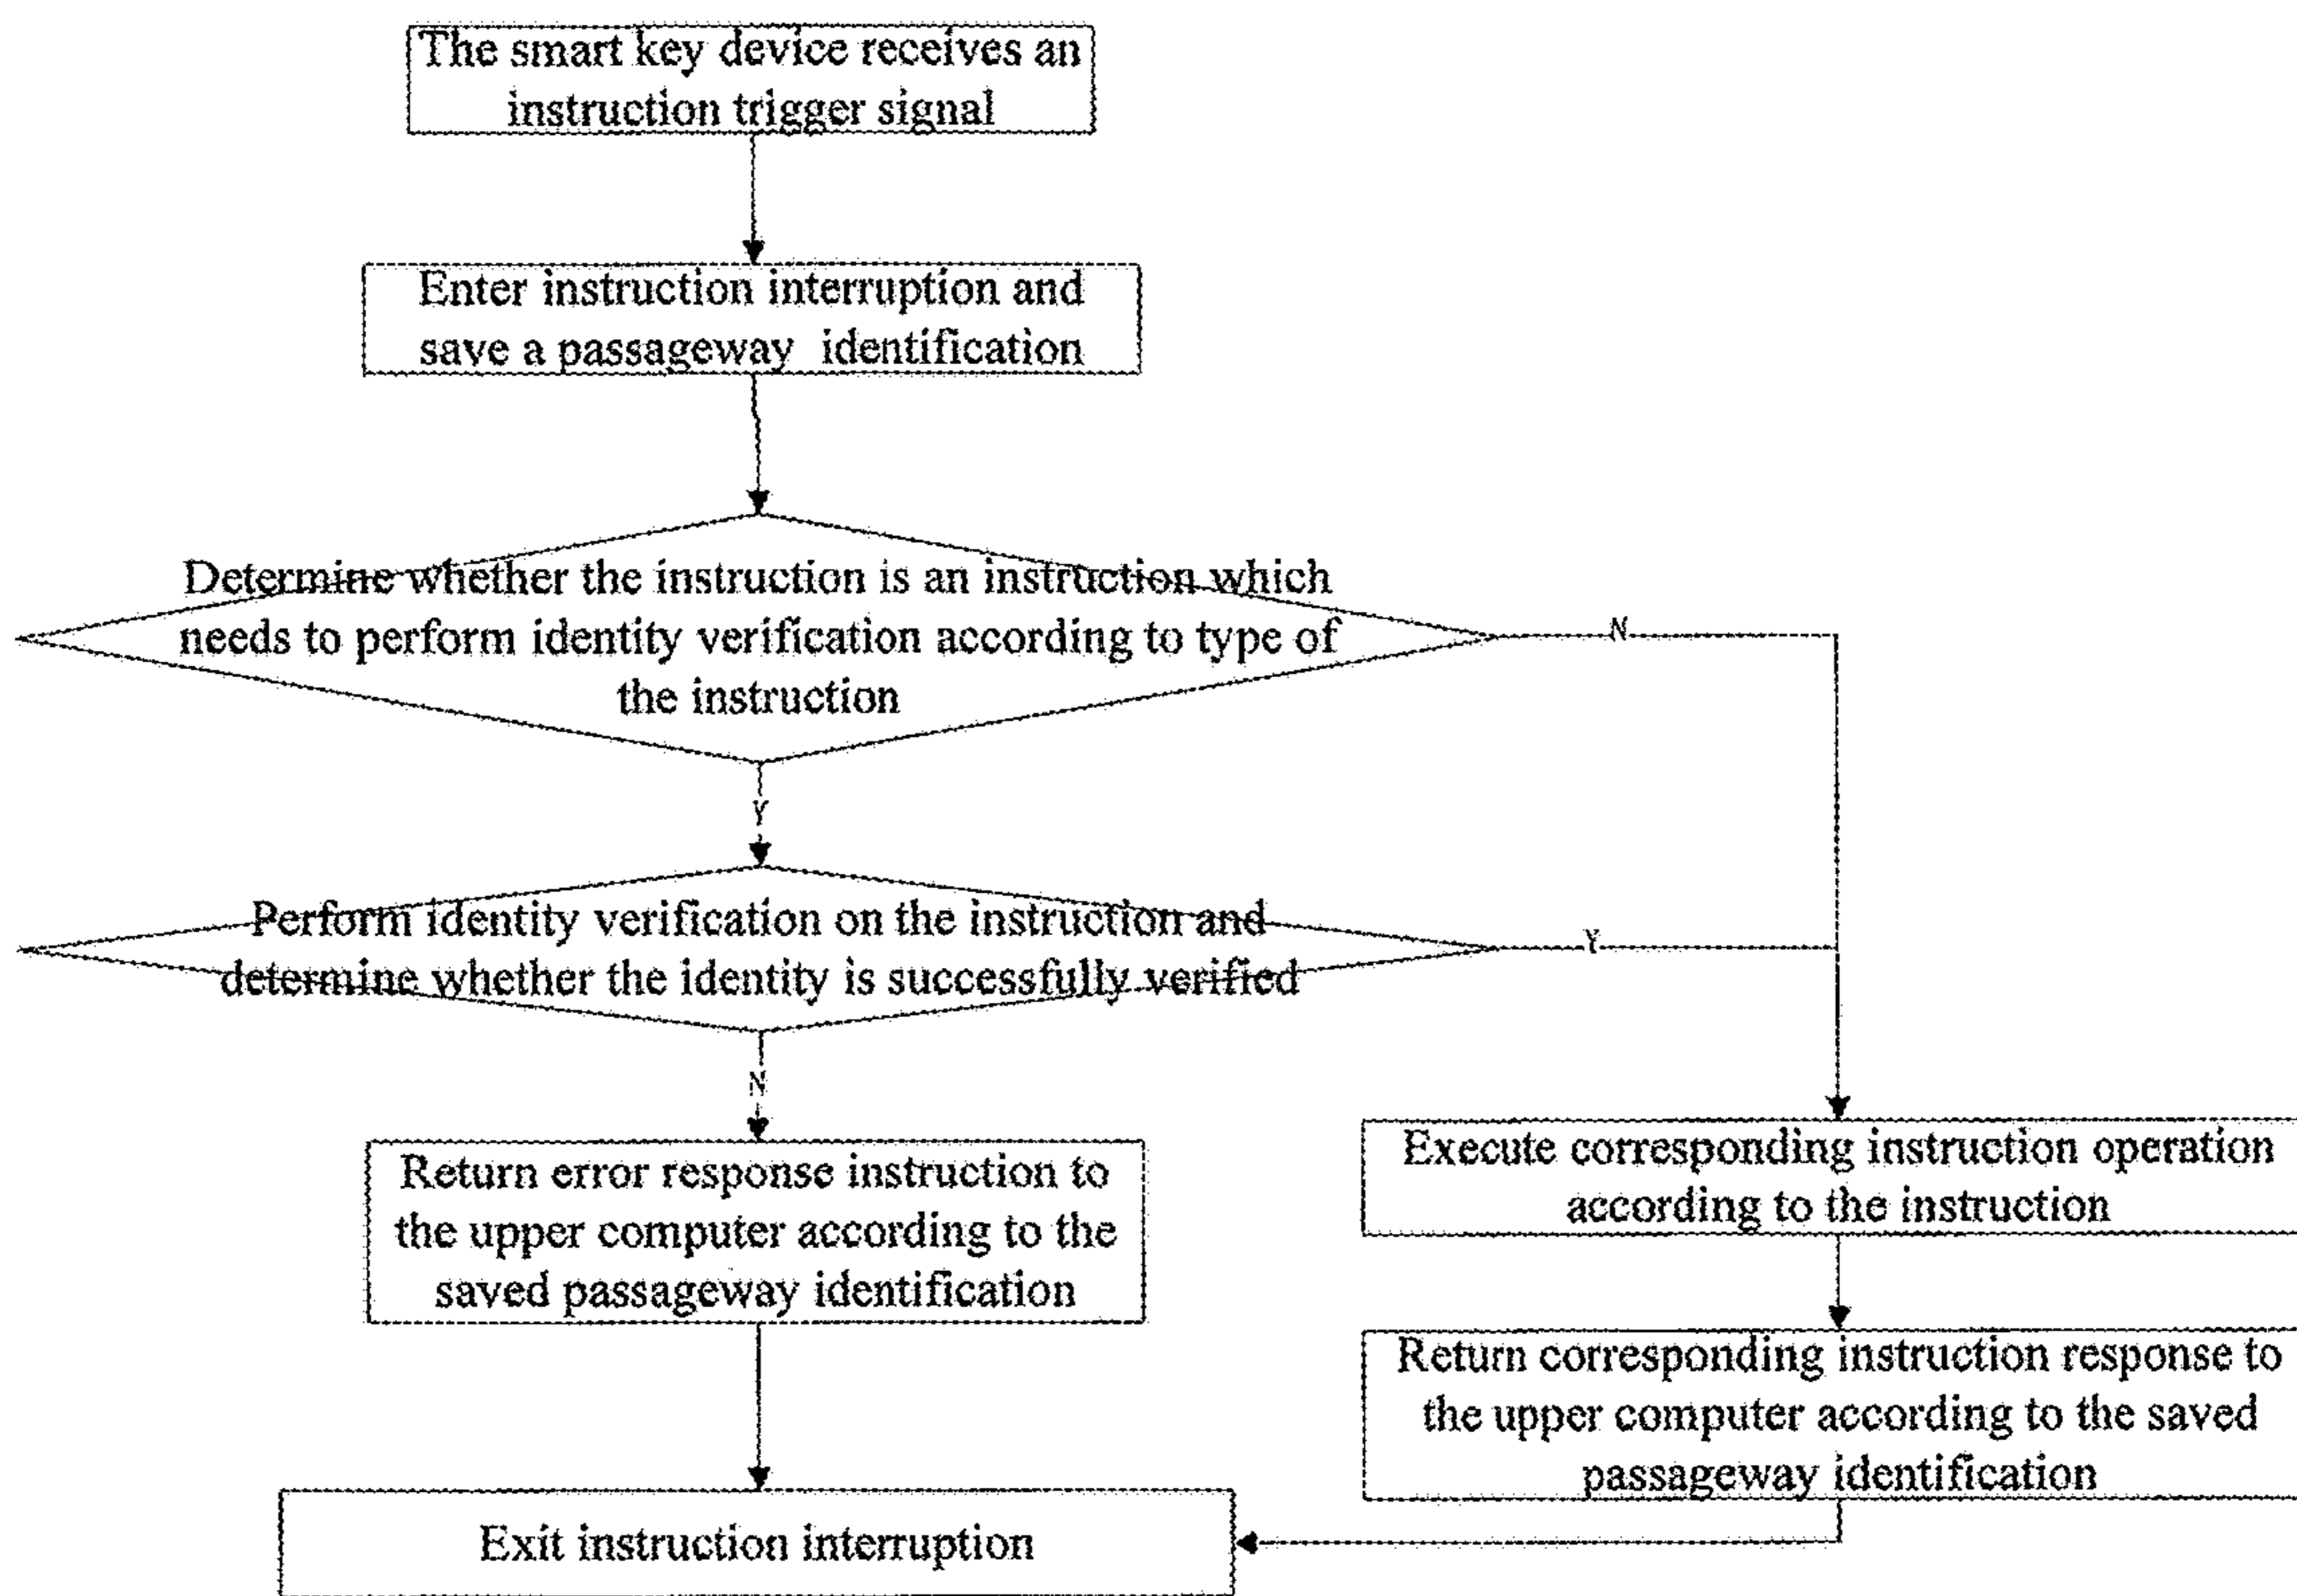 The smart key device receives an
instruction trigger signal
Enter instruction interruption and
save a passageway identification
Determine whether the instruction is an instruction which
needs to perform identity verification according to type of
the instruction
N
Y
Perform identity verification on the instruction and
determine whether the identity is successfully verified
Y
N
Return error response instruction to
the upper computer according to the
saved passageway identification
Execute corresponding instruction operation
according to the instruction
Return corresponding instruction response to
the upper computer according to the saved
passageway identification
Exit instruction interruption